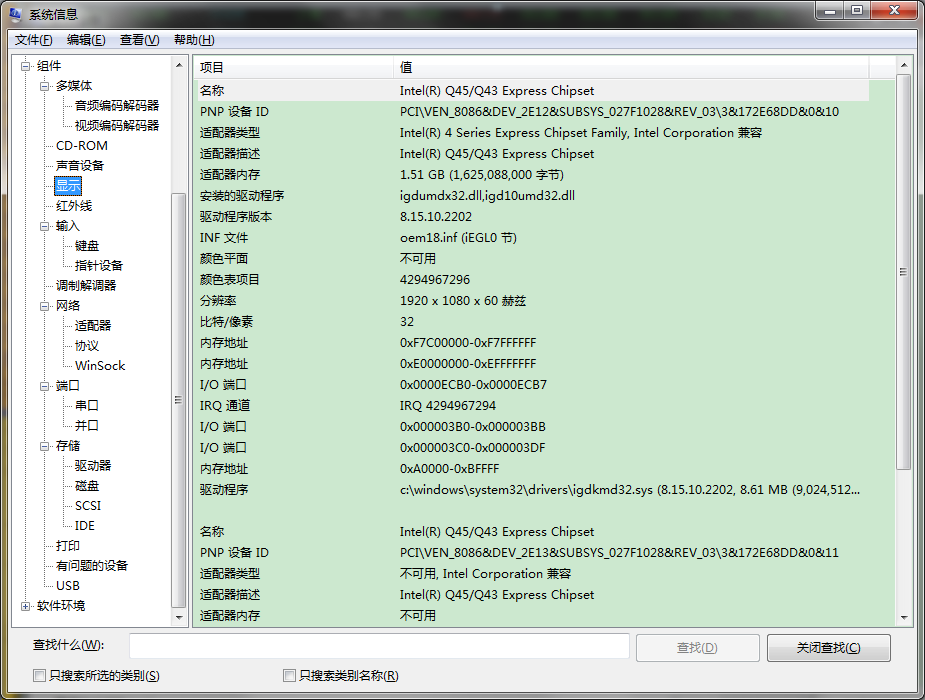 系统信息
文件(F) 编辑(E) 查看(V) 帮助(H)
组件
多媒体
音频编码解码器
视频编码解码器
CD-ROM
声音设备
显示
红外线
输入
键盘
指针设备
调制解调器
网络
适配器
协议
WinSock
端口
串口
并口
存储
驱动器
磁盘
SCSI
IDE
打印
有问题的设备
USB
软件环境
项目 值
名称 Intel(R) Q45/Q43 Express Chipset
PNP 设备 ID PCI\VEN_8086&DEV_2E12&SUBSYS_027F1028&REV_03\3&172E68DD&0&10
适配器类型 Intel(R) 4 Series Express Chipset Family, Intel Corporation 兼容
适配器描述 Intel(R) Q45/Q43 Express Chipset
适配器内存 1.51 GB (1,625,088,000 字节)
安装的驱动程序 igdumdx32.dll,igd10umd32.dll
驱动程序版本 8.15.10.2202
INF 文件 oem18.inf (iEGL0 节)
颜色平面 不可用
颜色表项目 4294967296
分辨率 1920 x 1080 x 60 赫兹
比特/像素 32
内存地址 0xF7C00000-0xF7FFFFFF
内存地址 0xE0000000-0xEFFFFFFF
I/O 端口 0x0000ECB0-0x0000ECB7
IRQ 通道 IRQ 4294967294
I/O 端口 0x000003B0-0x000003BB
I/O 端口 0x000003C0-0x000003DF
内存地址 0xA0000-0xBFFFF
驱动程序 c:\windows\system32\drivers\igdkmd32.sys (8.15.10.2202, 8.61 MB (9,024,512...
名称 Intel(R) Q45/Q43 Express Chipset
PNP 设备 ID PCI\VEN_8086&DEV_2E13&SUBSYS_027F1028&REV_03\3&172E68DD&0&11
适配器类型 不可用, Intel Corporation 兼容
适配器描述 Intel(R) Q45/Q43 Express Chipset
适配器内存 不可用
查找什么(W): 查找(D) 关闭查找(C)
只搜索所选的类别(S) 只搜索类别名称(R)